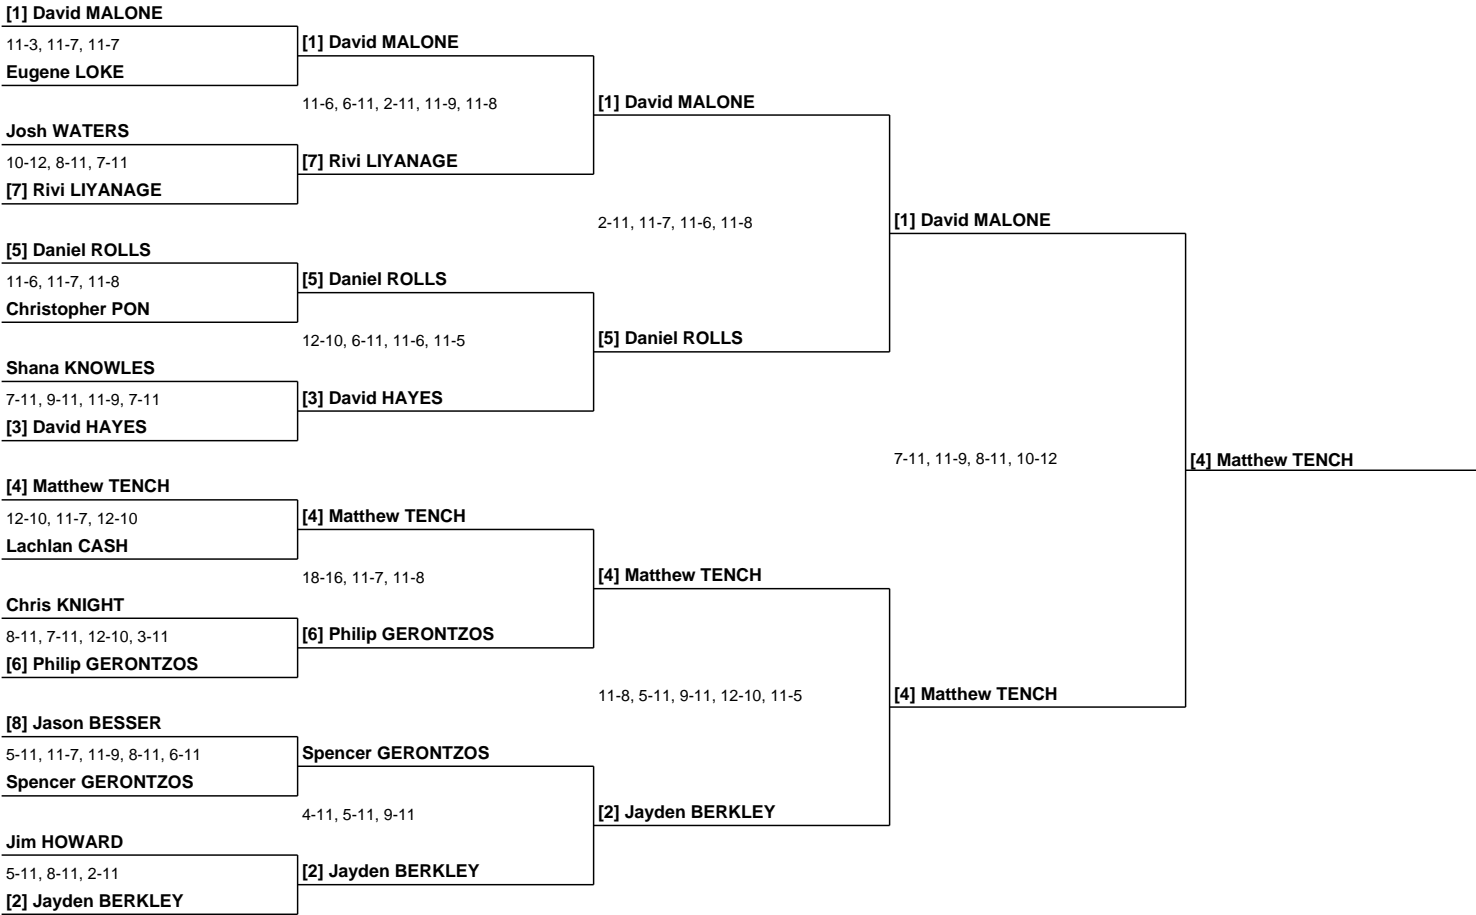 [1] David MALONE
11-3, 11-7, 11-7
Eugene LOKE
Josh WATERS
10-12, 8-11, 7-11
[7] Rivi LIYANAGE
[5] Daniel ROLLS
11-6, 11-7, 11-8
Christopher PON
Shana KNOWLES
7-11, 9-11, 11-9, 7-11
[3] David HAYES
[4] Matthew TENCH
12-10, 11-7, 12-10
Lachlan CASH
Chris KNIGHT
8-11, 7-11, 12-10, 3-11
[6] Philip GERONTZOS
[8] Jason BESSER
5-11, 11-7, 11-9, 8-11, 6-11
Spencer GERONTZOS
Jim HOWARD
5-11, 8-11, 2-11
[2] Jayden BERKLEY
[1] David MALONE
11-6, 6-11, 2-11, 11-9, 11-8
[7] Rivi LIYANAGE
[5] Daniel ROLLS
12-10, 6-11, 11-6, 11-5
[3] David HAYES
[4] Matthew TENCH
18-16, 11-7, 11-8
[6] Philip GERONTZOS
Spencer GERONTZOS
4-11, 5-11, 9-11
[2] Jayden BERKLEY
[1] David MALONE
2-11, 11-7, 11-6, 11-8
[5] Daniel ROLLS
[4] Matthew TENCH
11-8, 5-11, 9-11, 12-10, 11-5
[2] Jayden BERKLEY
[1] David MALONE
7-11, 11-9, 8-11, 10-12
[4] Matthew TENCH
[4] Matthew TENCH